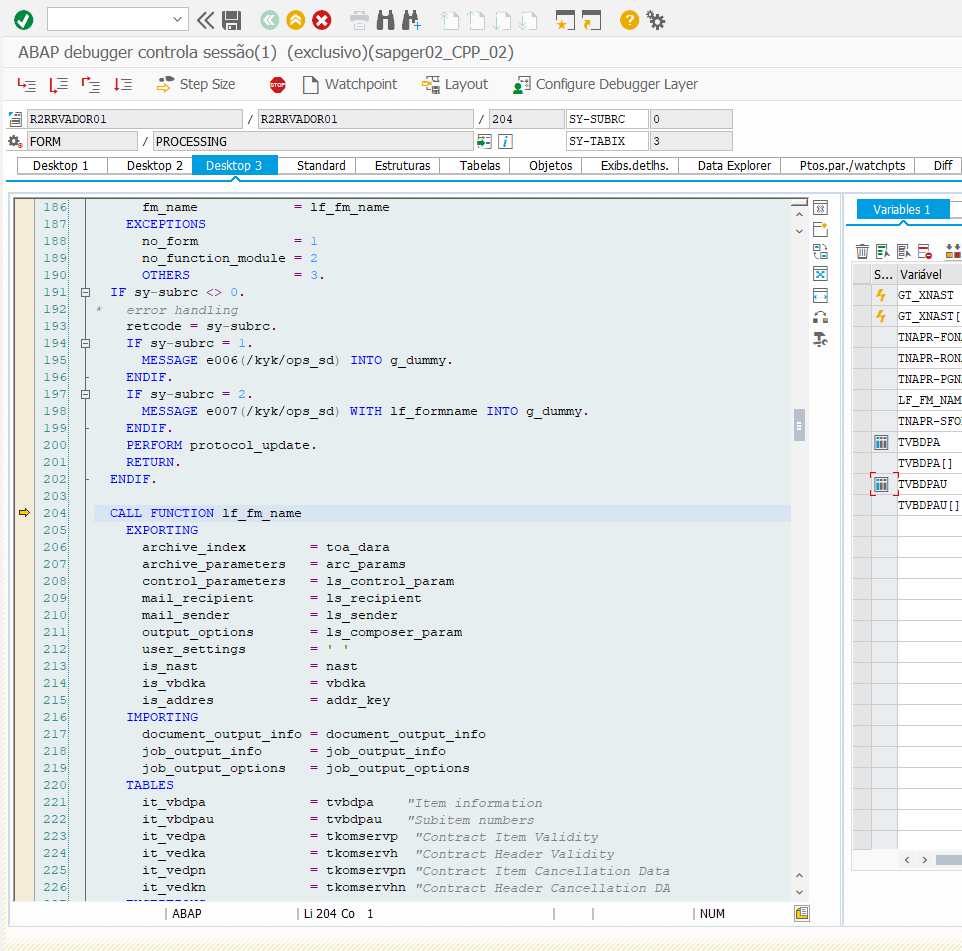 ABAP debugger controla sessão(1)  (exclusivo)(sapger02_CPP_02)
Step Size
STOP
Watchpoint
Layout
Configure Debugger Layer
R2RRVADOR01 / R2RRVADOR01 / 204 SY-SUBRC 0
FORM / PROCESSING SY-TABIX 3
Desktop 1 Desktop 2 Desktop 3 Standard Estruturas Tabelas Objetos Exibs.detlhs. Data Explorer Ptos.par./watchpts Diff
186 fm_name = lf_fm_name
187 EXCEPTIONS
188 no_form = 1
189 no_function_module = 2
190 OTHERS = 3.
191 IF sy-subrc <> 0.
192 * error handling
193 retcode = sy-subrc.
194 IF sy-subrc = 1.
195 MESSAGE e006(/kyk/ops_sd) INTO g_dummy.
196 ENDIF.
197 IF sy-subrc = 2.
198 MESSAGE e007(/kyk/ops_sd) WITH lf_formname INTO g_dummy.
199 ENDIF.
200 PERFORM protocol_update.
201 RETURN.
202 ENDIF.
203
204 CALL FUNCTION lf_fm_name
205 EXPORTING
206 archive_index = toa_dara
207 archive_parameters = arc_params
208 control_parameters = ls_control_param
209 mail_recipient = ls_recipient
210 mail_sender = ls_sender
211 output_options = ls_composer_param
212 user_settings = ' '
213 is_nast = nast
214 is_vbdka = vbdka
215 is_addres = addr_key
216 IMPORTING
217 document_output_info = document_output_info
218 job_output_info = job_output_info
219 job_output_options = job_output_options
220 TABLES
221 it_vbdpa = tvbdpa "Item information
222 it_vbdpau = tvbdpau "Subitem numbers
223 it_vedpa = tkomservp "Contract Item Validity
224 it_vedka = tkomservh "Contract Header Validity
225 it_vedpn = tkomservpn "Contract Item Cancellation Data
226 it_vedkn = tkomservhn "Contract Header Cancellation DA
ABAP Li 204 Co 1 NUM
Variables 1
S... Variável
GT_XNAST
GT_XNAST[
TNAPR-FON
TNAPR-RON
TNAPR-PGN
LF_FM_NAM
TNAPR-SFO
TVBDPA
TVBDPA[]
TVBDPAU
TVBDPAU[]